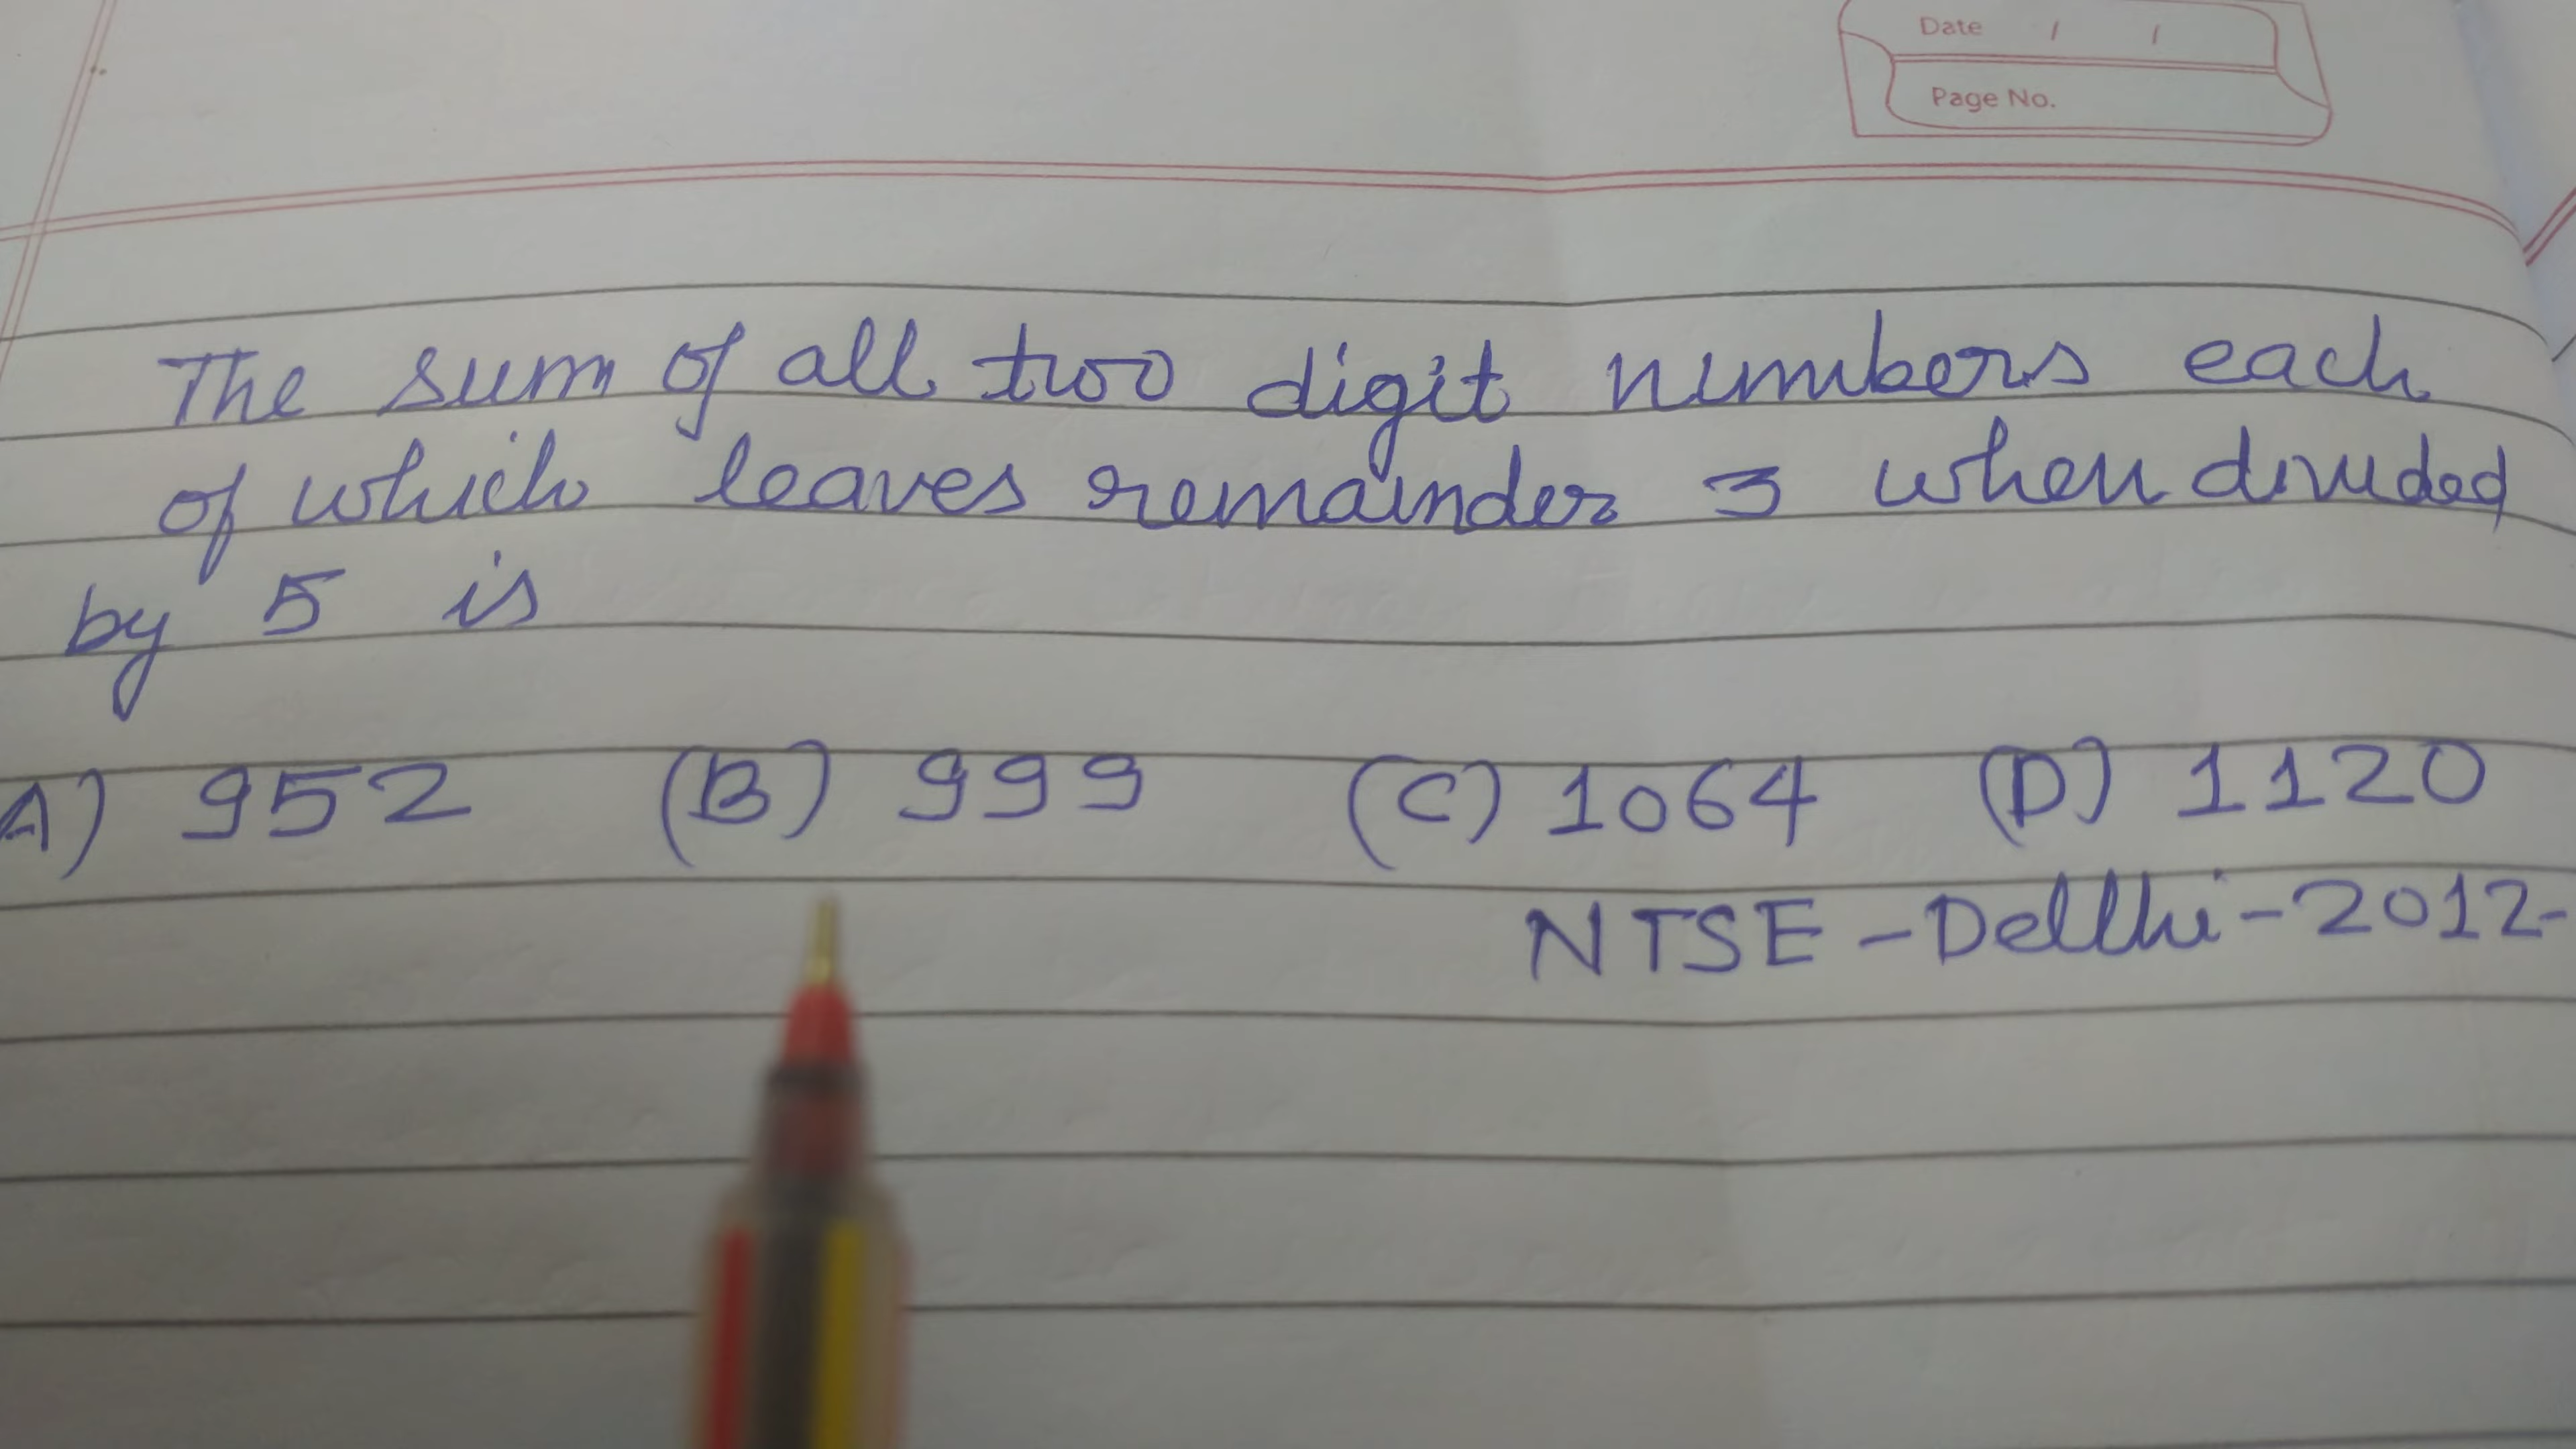 Date / /
Page No.
The sum of all two digit numbers each
of which leaves remainder 3 when divided
by 5 is
A) 952 (B) 999 (C) 1064 (D) 1120
NTSE - Dellhi - 2012-